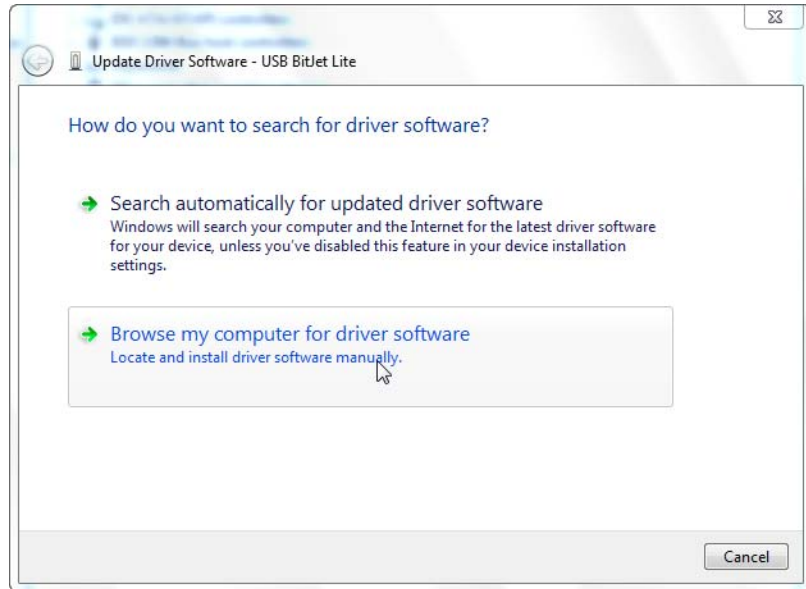 Update Driver Software - USB BitJet Lite
How do you want to search for driver software?
Search automatically for updated driver software
Windows will search your computer and the Internet for the latest driver software
for your device, unless you've disabled this feature in your device installation
settings.
Browse my computer for driver software
Locate and install driver software manually.
Cancel